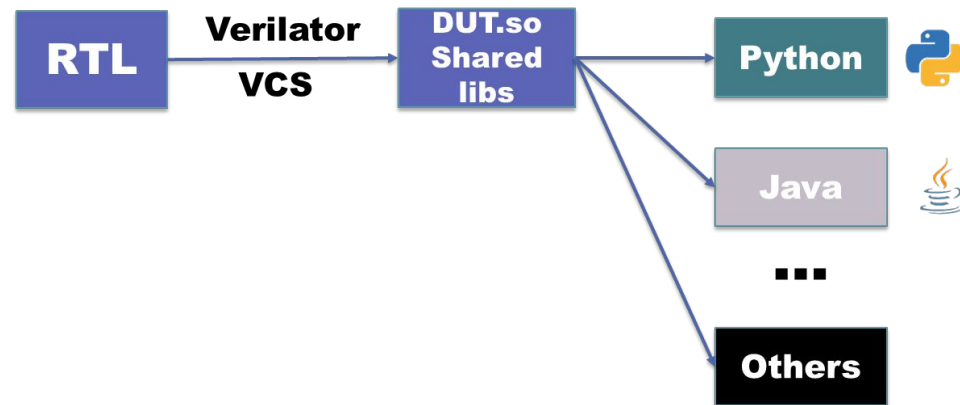 RTL
Verilator
VCS
DUT.so
Shared
libs
Python
Java
...
Others